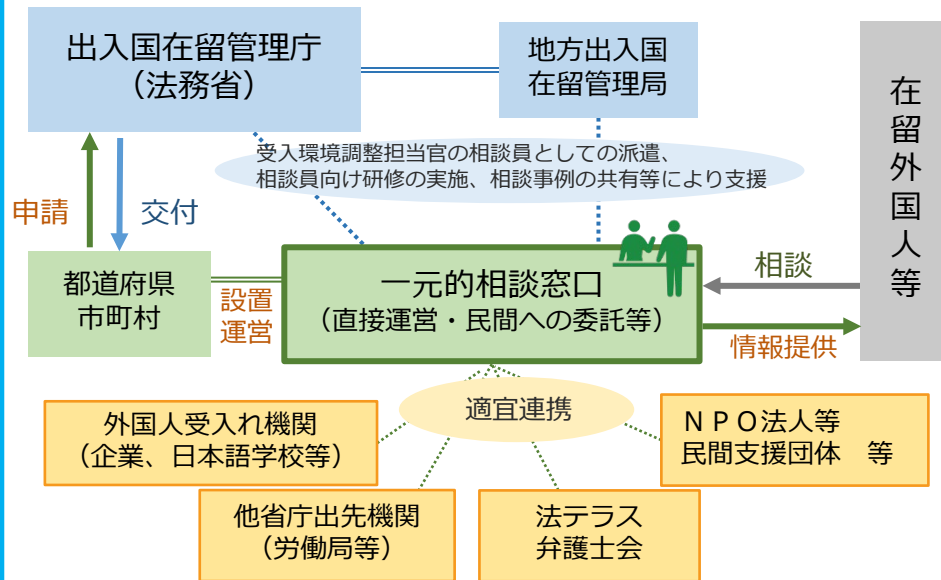 出入国在留管理庁
（法務省）
地方出入国
在留管理局
在留外国人等
受入環境調整担当官の相談員としての派遣、
相談員向け研修の実施、相談事例の共有等により支援
申請
交付
都道府県
市町村
設置
運営
一元的相談窓口
（直接運営・民間への委託等）
相談
情報提供
適宜連携
外国人受入れ機関
（企業、日本語学校等）
ＮＰＯ法人等
民間支援団体　等
他省庁出先機関
（労働局等）
法テラス
弁護士会